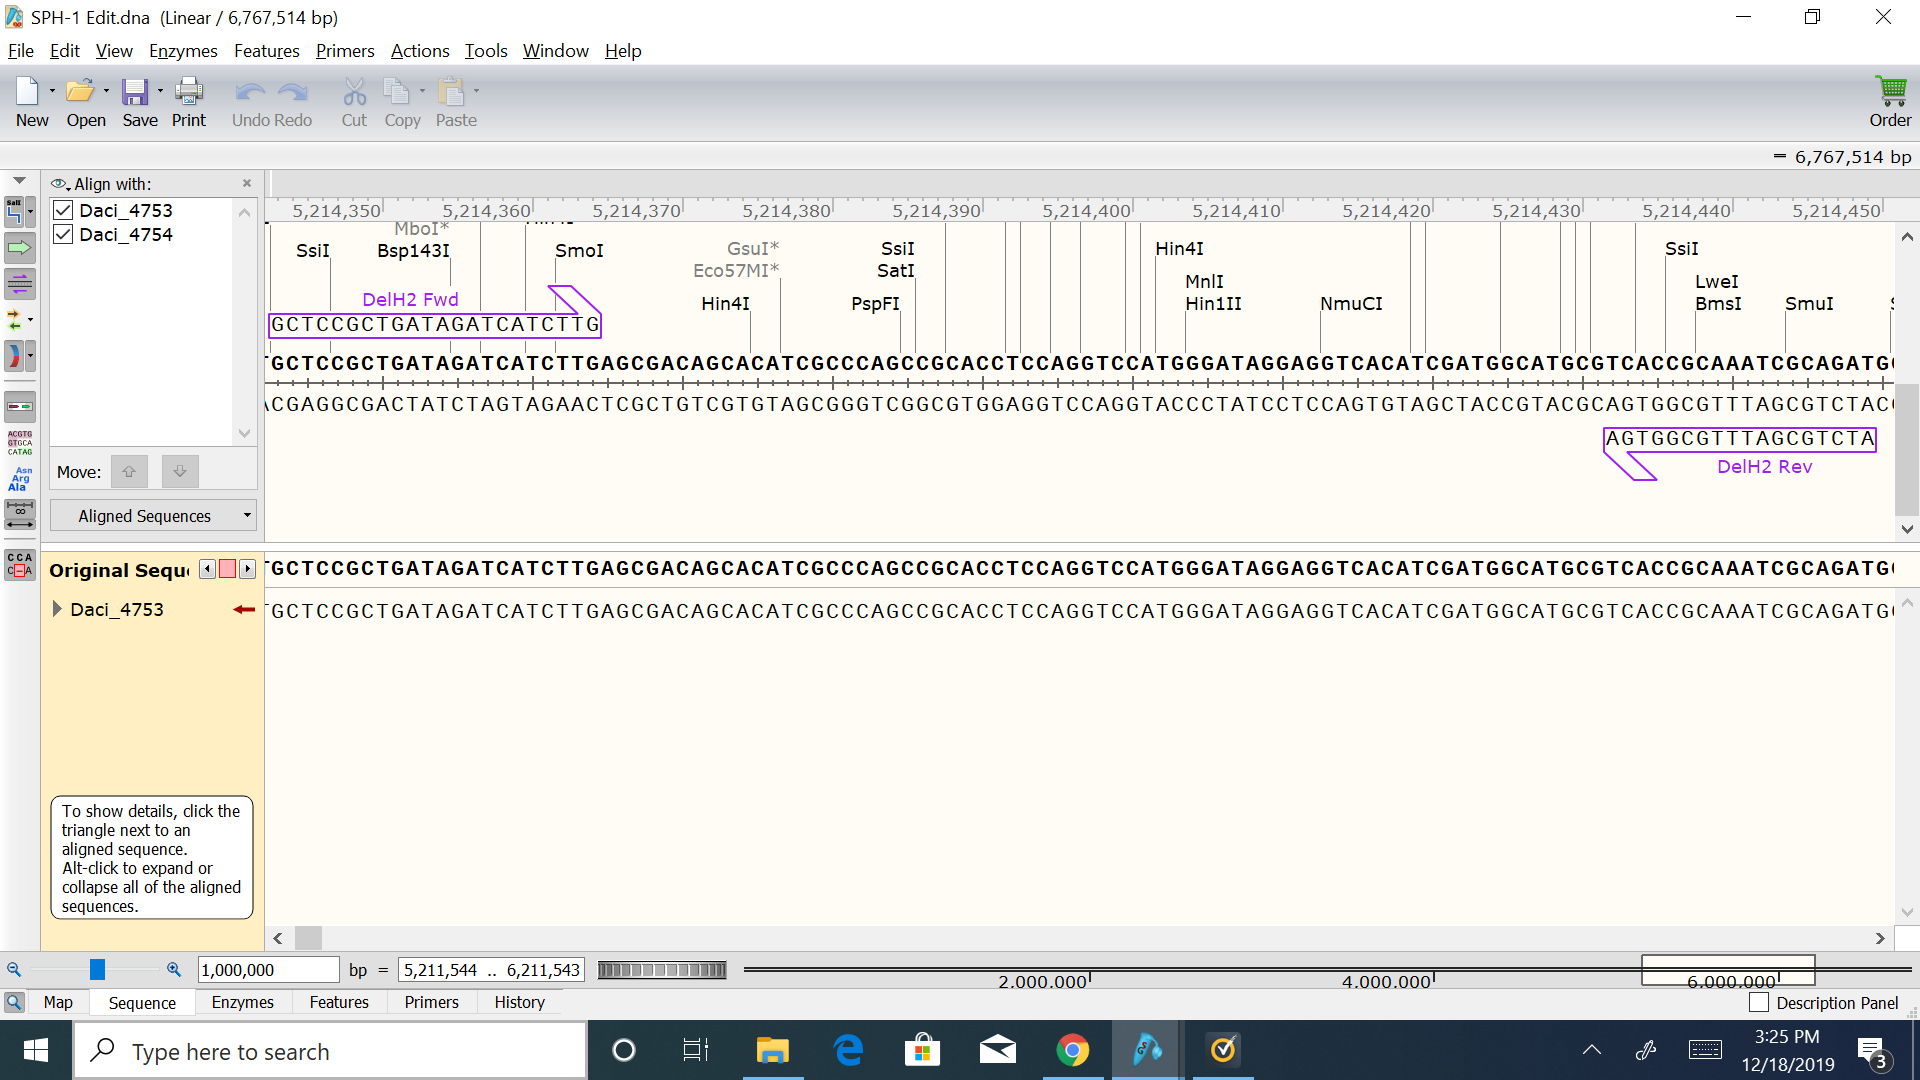 SPH-1 Edit.dna (Linear / 6,767,514 bp)
File Edit View Enzymes Features Primers Actions Tools Window Help
New Open Save Print Undo Redo Cut Copy Paste Order
= 6,767,514 bp
Align with:
Daci_4753
Daci_4754
Move:
Aligned Sequences
5,214,350 5,214,360 5,214,370 5,214,380 5,214,390 5,214,400 5,214,410 5,214,420 5,214,430 5,214,440 5,214,450
MboI*
SsiI Bsp143I SmoI GsuI* SsiI Hin4I SsiI
Eco57MI* SatI MnlI LweI
DelH2 Fwd Hin4I PspFI Hin1II NmuCI BmsI SmuI
GCTCCGCTGATAGATCATCTTG
TGCTCCGCTGATAGATCATCTTGAGCGACAGCACATCGCCCAGCCGCACCTCCAGGTCCATGGGATAGGAGGTCACATCGATGGCATGCGTCACCGCAAATCGCAGATG
ACGAGGCGACTATCTAGTAGAACTCGCTGTCGTGTAGCGGGTCGGCGTGGAGGTCCAGGTACCCTATCCTCCAGTGTAGCTACCGTACGCAGTGGCGTTTAGCGTCTAC
AGTGGCGTTTAGCGTCTA
DelH2 Rev
Original Sequ
TGCTCCGCTGATAGATCATCTTGAGCGACAGCACATCGCCCAGCCGCACCTCCAGGTCCATGGGATAGGAGGTCACATCGATGGCATGCGTCACCGCAAATCGCAGATG
Daci_4753
TGCTCCGCTGATAGATCATCTTGAGCGACAGCACATCGCCCAGCCGCACCTCCAGGTCCATGGGATAGGAGGTCACATCGATGGCATGCGTCACCGCAAATCGCAGATG
To show details, click the
triangle next to an
aligned sequence.
Alt-click to expand or
collapse all of the aligned
sequences.
1,000,000 bp = 5,211,544 .. 6,211,543
2,000,000 4,000,000 6,000,000
Map Sequence Enzymes Features Primers History
Description Panel
Type here to search
3:25 PM
12/18/2019
3